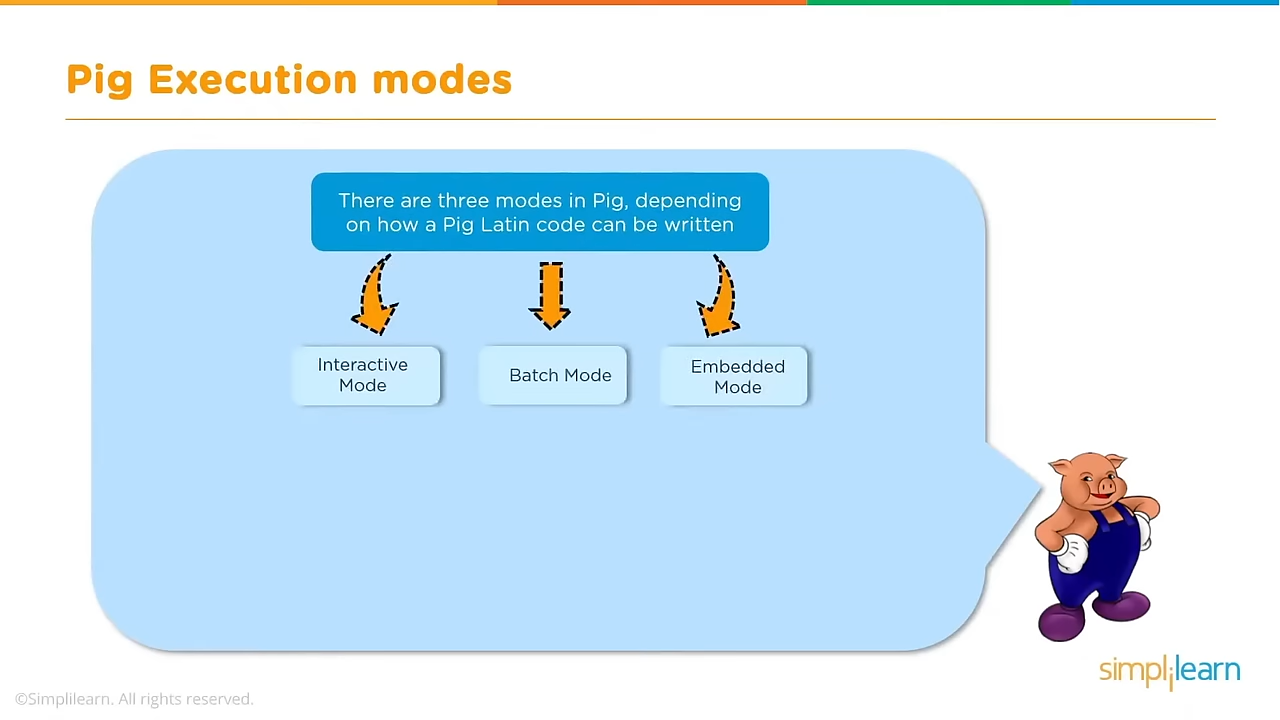 Pig Execution modes
There are three modes in Pig, depending
on how a Pig Latin code can be written
Interactive
Mode
Batch Mode
Embedded
Mode
simplilearn
©Simplilearn. All rights reserved.